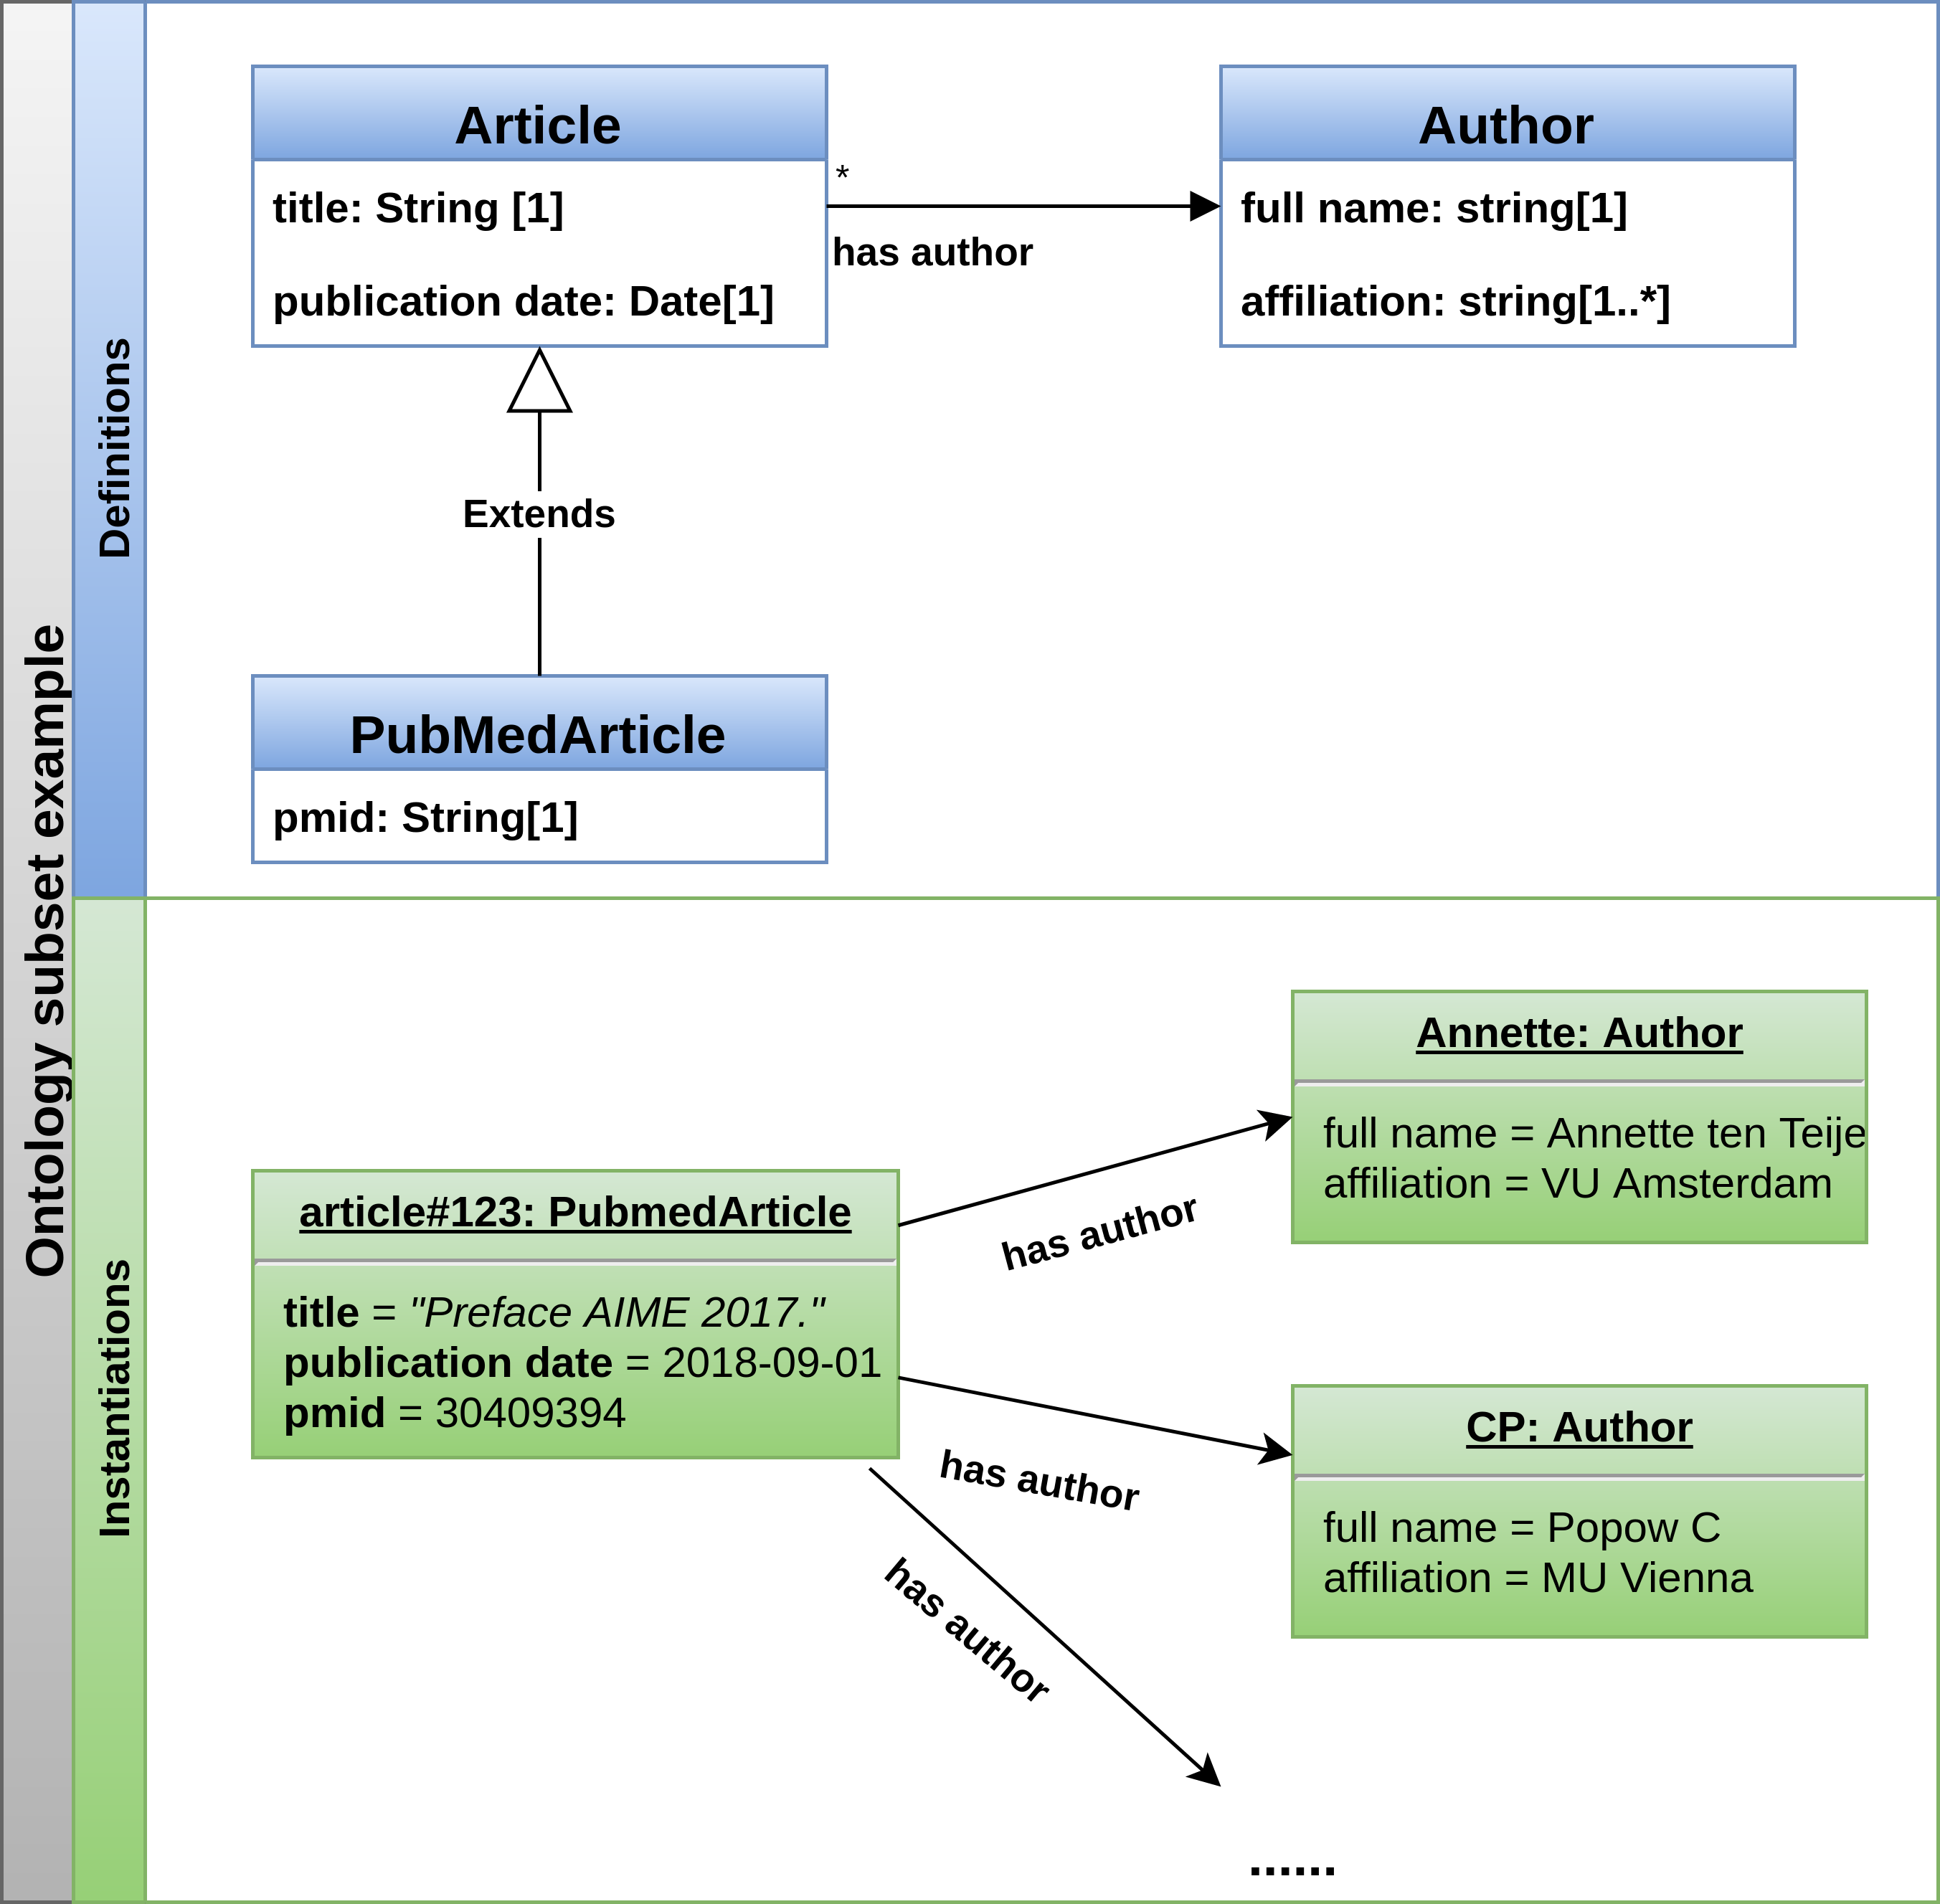 Ontology subset example
Definitions
Article
title: String [1]
publication date: Date[1]
*
has author
Author
full name: string[1]
affiliation: string[1..*]
Extends
PubMedArticle
pmid: String[1]
Instantiations
article#123: PubmedArticle
title = "Preface AIME 2017."
publication date = 2018-09-01
pmid = 30409394
has author
has author
has author
Annette: Author
full name = Annette ten Teije
affiliation = VU Amsterdam
CP: Author
full name = Popow C
affiliation = MU Vienna
.......